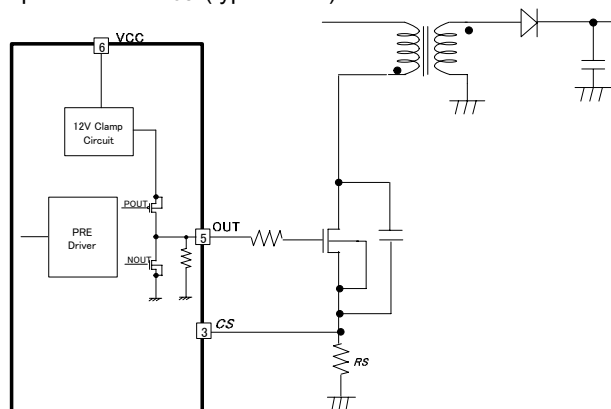 VCC
6
12V Clamp
Circuit
POUT
PRE
Driver
NOUT
5
OUT
3
CS
RS